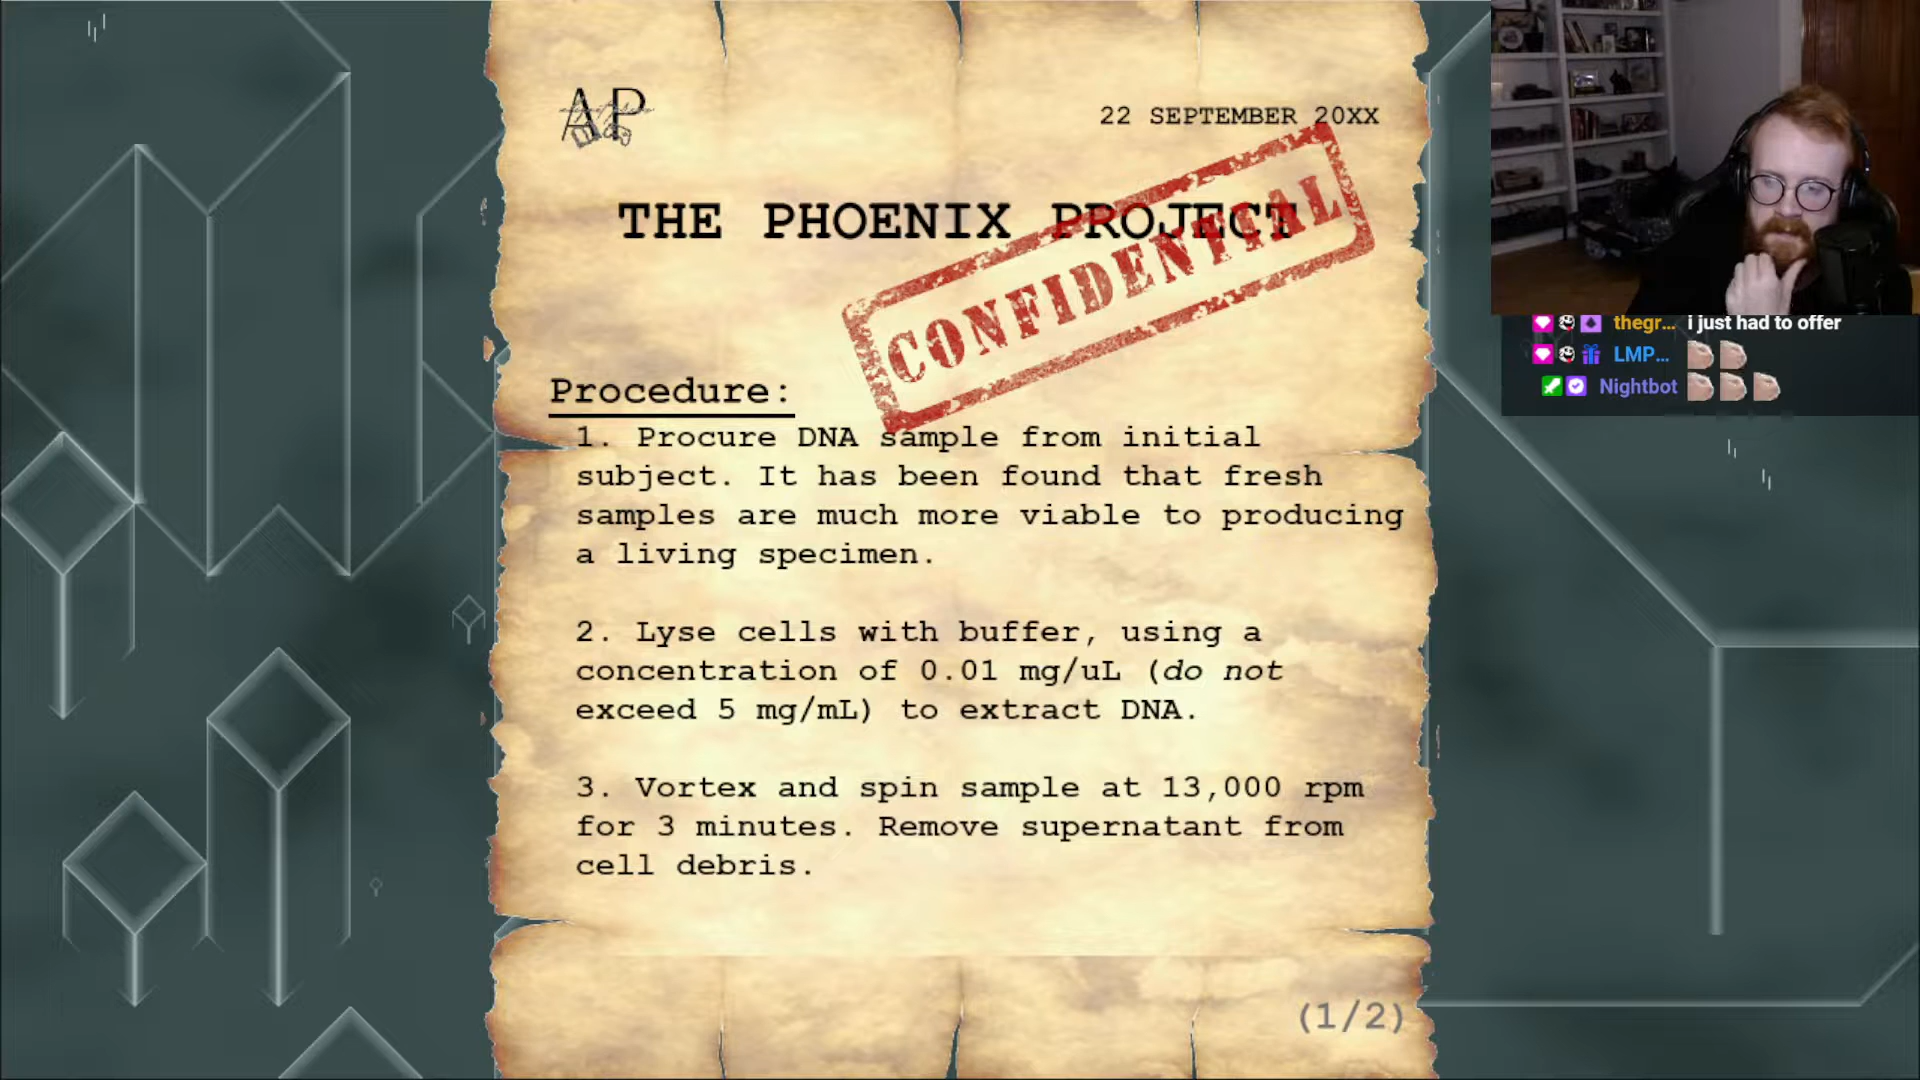 AP
22 SEPTEMBER 20XX
THE PHOENIX PROJECT
CONFIDENTIAL
Procedure:
1. Procure DNA sample from initial
subject. It has been found that fresh
samples are much more viable to producing
a living specimen.
2. Lyse cells with buffer, using a
concentration of 0.01 mg/uL (do not
exceed 5 mg/mL) to extract DNA.
3. Vortex and spin sample at 13,000 rpm
for 3 minutes. Remove supernatant from
cell debris.
(1/2)
thegr... i just had to offer
LMP...
Nightbot